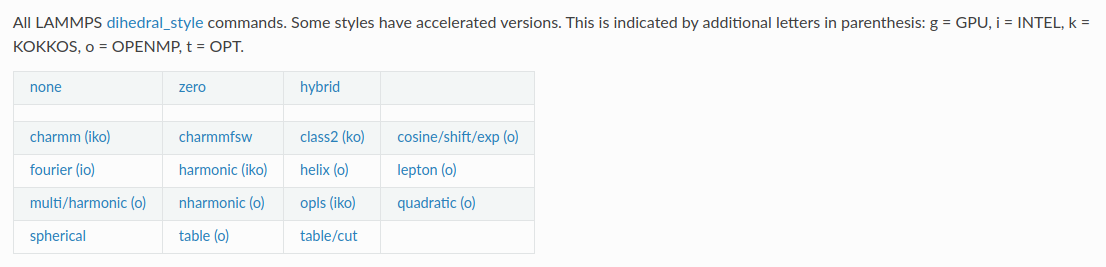 All LAMMPS dihedral_style commands. Some styles have accelerated versions. This is indicated by additional letters in parenthesis: g = GPU, i = INTEL, k =
KOKKOS, o = OPENMP, t = OPT.
none zero hybrid
charmm (iko) charmmfsw class2 (ko) cosine/shift/exp (o)
fourier (io) harmonic (iko) helix (o) lepton (o)
multi/harmonic (o) nharmonic (o) opls (iko) quadratic (o)
spherical table (o) table/cut